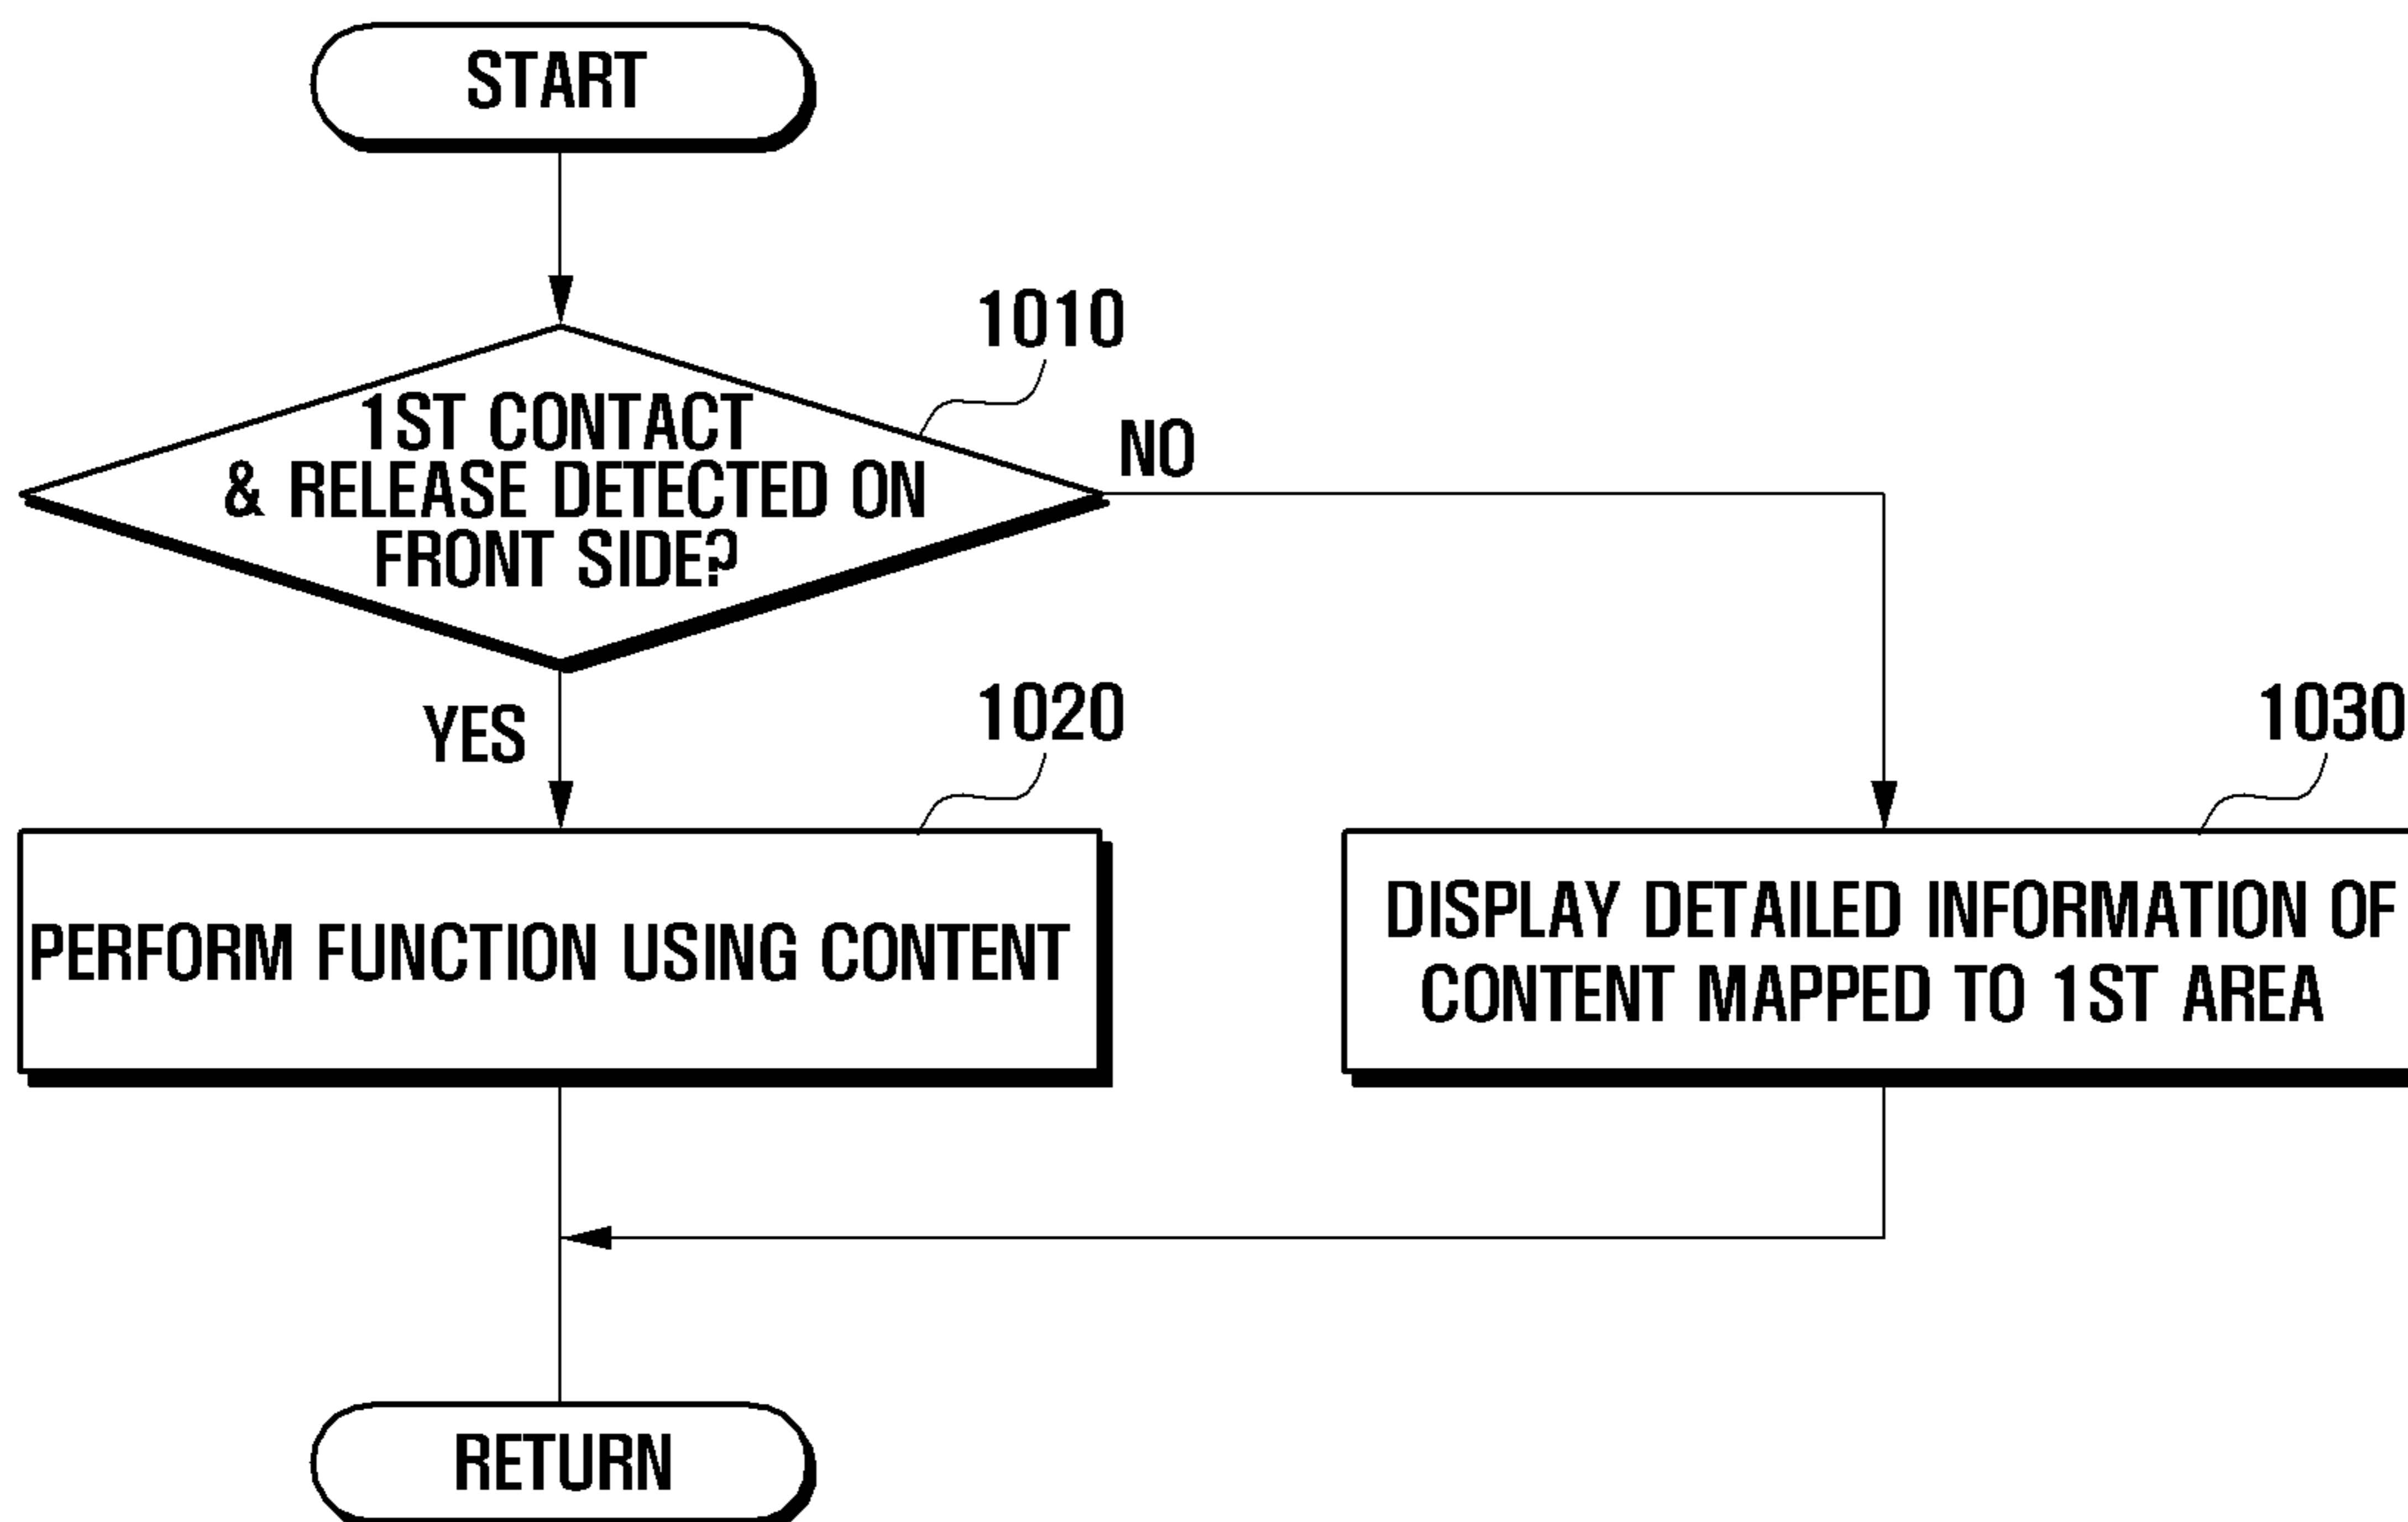 START
1010
1ST CONTACT
& RELEASE DETECTED ON
FRONT SIDE?
NO
YES
1020
1030
PERFORM FUNCTION USING CONTENT
DISPLAY DETAILED INFORMATION OF
CONTENT MAPPED TO 1ST AREA
RETURN